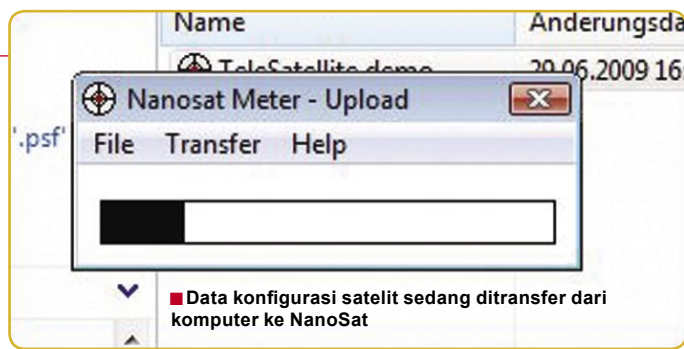 Name Änderungsda
TeleSatellite demo 29.06.2009 16:
Nanosat Meter - Upload
'.psf' File Transfer Help
Data konfigurasi satelit sedang ditransfer dari
komputer ke NanoSat